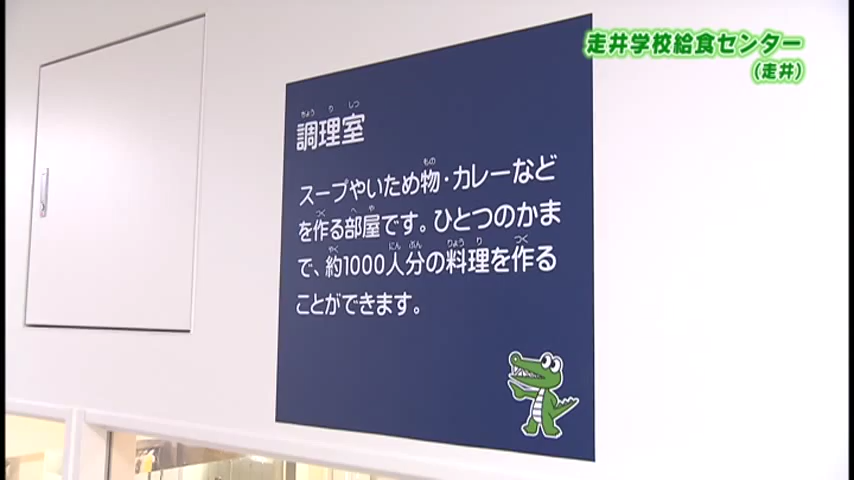 走井学校給食センター
(走井)
ちょうりしつ
調理室
もの
スープやいため物・カレーなど
つく へや
を作る部屋です。ひとつのかま
やく にんぶん りょうり つく
で、約1000人分の料理を作る
ことができます。